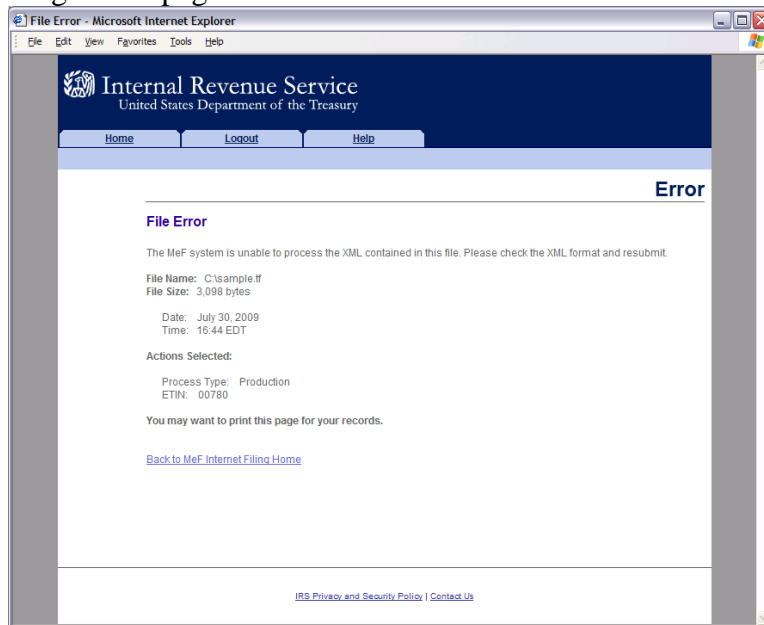 File Error - Microsoft Internet Explorer
File Edit View Favorites Tools Help
Internal Revenue Service
United States Department of the Treasury
Home Logout Help
Error
File Error
The MeF system is unable to process the XML contained in this file. Please check the XML format and resubmit.
File Name: C:\sample.tf
File Size: 3,098 bytes
Date: July 30, 2009
Time: 16:44 EDT
Actions Selected:
Process Type: Production
ETIN: 00780
You may want to print this page for your records.
Back to MeF Internet Filing Home
IRS Privacy and Security Policy | Contact Us